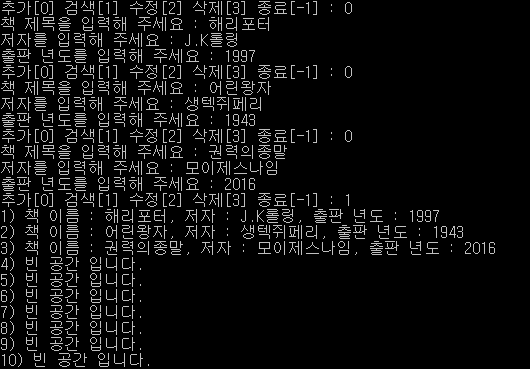 추가[0] 검색[1] 수정[2] 삭제[3] 종료[-1] : 0
책 제목을 입력해 주세요 : 해리포터
저자를 입력해 주세요 : J.K롤링
출판 년도를 입력해 주세요 : 1997
추가[0] 검색[1] 수정[2] 삭제[3] 종료[-1] : 0
책 제목을 입력해 주세요 : 어린왕자
저자를 입력해 주세요 : 생텍쥐페리
출판 년도를 입력해 주세요 : 1943
추가[0] 검색[1] 수정[2] 삭제[3] 종료[-1] : 0
책 제목을 입력해 주세요 : 권력의종말
저자를 입력해 주세요 : 모이제스나임
출판 년도를 입력해 주세요 : 2016
추가[0] 검색[1] 수정[2] 삭제[3] 종료[-1] : 1
1) 책 이름 : 해리포터, 저자 : J.K롤링, 출판 년도 : 1997
2) 책 이름 : 어린왕자, 저자 : 생텍쥐페리, 출판 년도 : 1943
3) 책 이름 : 권력의종말, 저자 : 모이제스나임, 출판 년도 : 2016
4) 빈 공간 입니다.
5) 빈 공간 입니다.
6) 빈 공간 입니다.
7) 빈 공간 입니다.
8) 빈 공간 입니다.
9) 빈 공간 입니다.
10) 빈 공간 입니다.